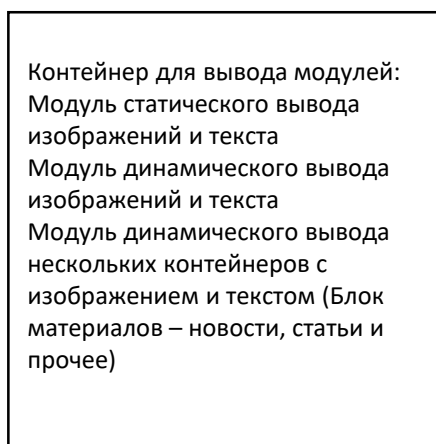 Контейнер для вывода модулей:
Модуль статического вывода
изображений и текста
Модуль динамического вывода
изображений и текста
Модуль динамического вывода
нескольких контейнеров с
изображением и текстом (Блок
материалов – новости, статьи и
прочее)